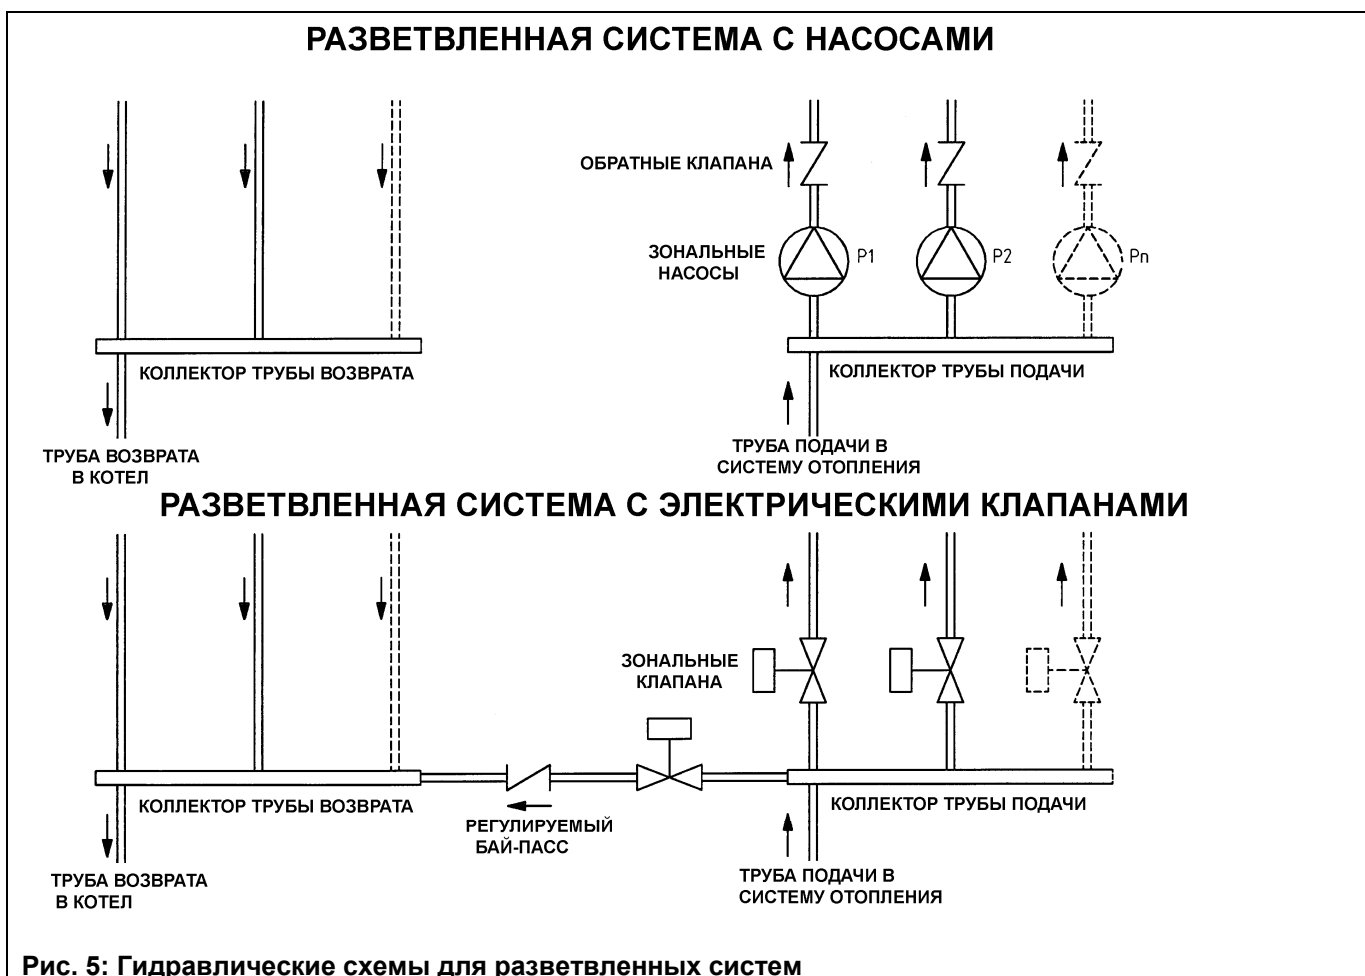 РАЗВЕТВЛЕННАЯ СИСТЕМА С НАСОСАМИ
ОБРАТНЫЕ КЛАПАНА
ЗОНАЛЬНЫЕ
НАСОСЫ
P1
P2
Pn
КОЛЛЕКТОР ТРУБЫ ВОЗВРАТА
КОЛЛЕКТОР ТРУБЫ ПОДАЧИ
ТРУБА ВОЗВРАТА
В КОТЕЛ
ТРУБА ПОДАЧИ В
СИСТЕМУ ОТОПЛЕНИЯ
РАЗВЕТВЛЕННАЯ СИСТЕМА С ЭЛЕКТРИЧЕСКИМИ КЛАПАНАМИ
ЗОНАЛЬНЫЕ
КЛАПАНА
КОЛЛЕКТОР ТРУБЫ ВОЗВРАТА
КОЛЛЕКТОР ТРУБЫ ПОДАЧИ
РЕГУЛИРУЕМЫЙ
БАЙ-ПАСС
ТРУБА ВОЗВРАТА
В КОТЕЛ
ТРУБА ПОДАЧИ В
СИСТЕМУ ОТОПЛЕНИЯ
Рис. 5: Гидравлические схемы для разветвленных систем